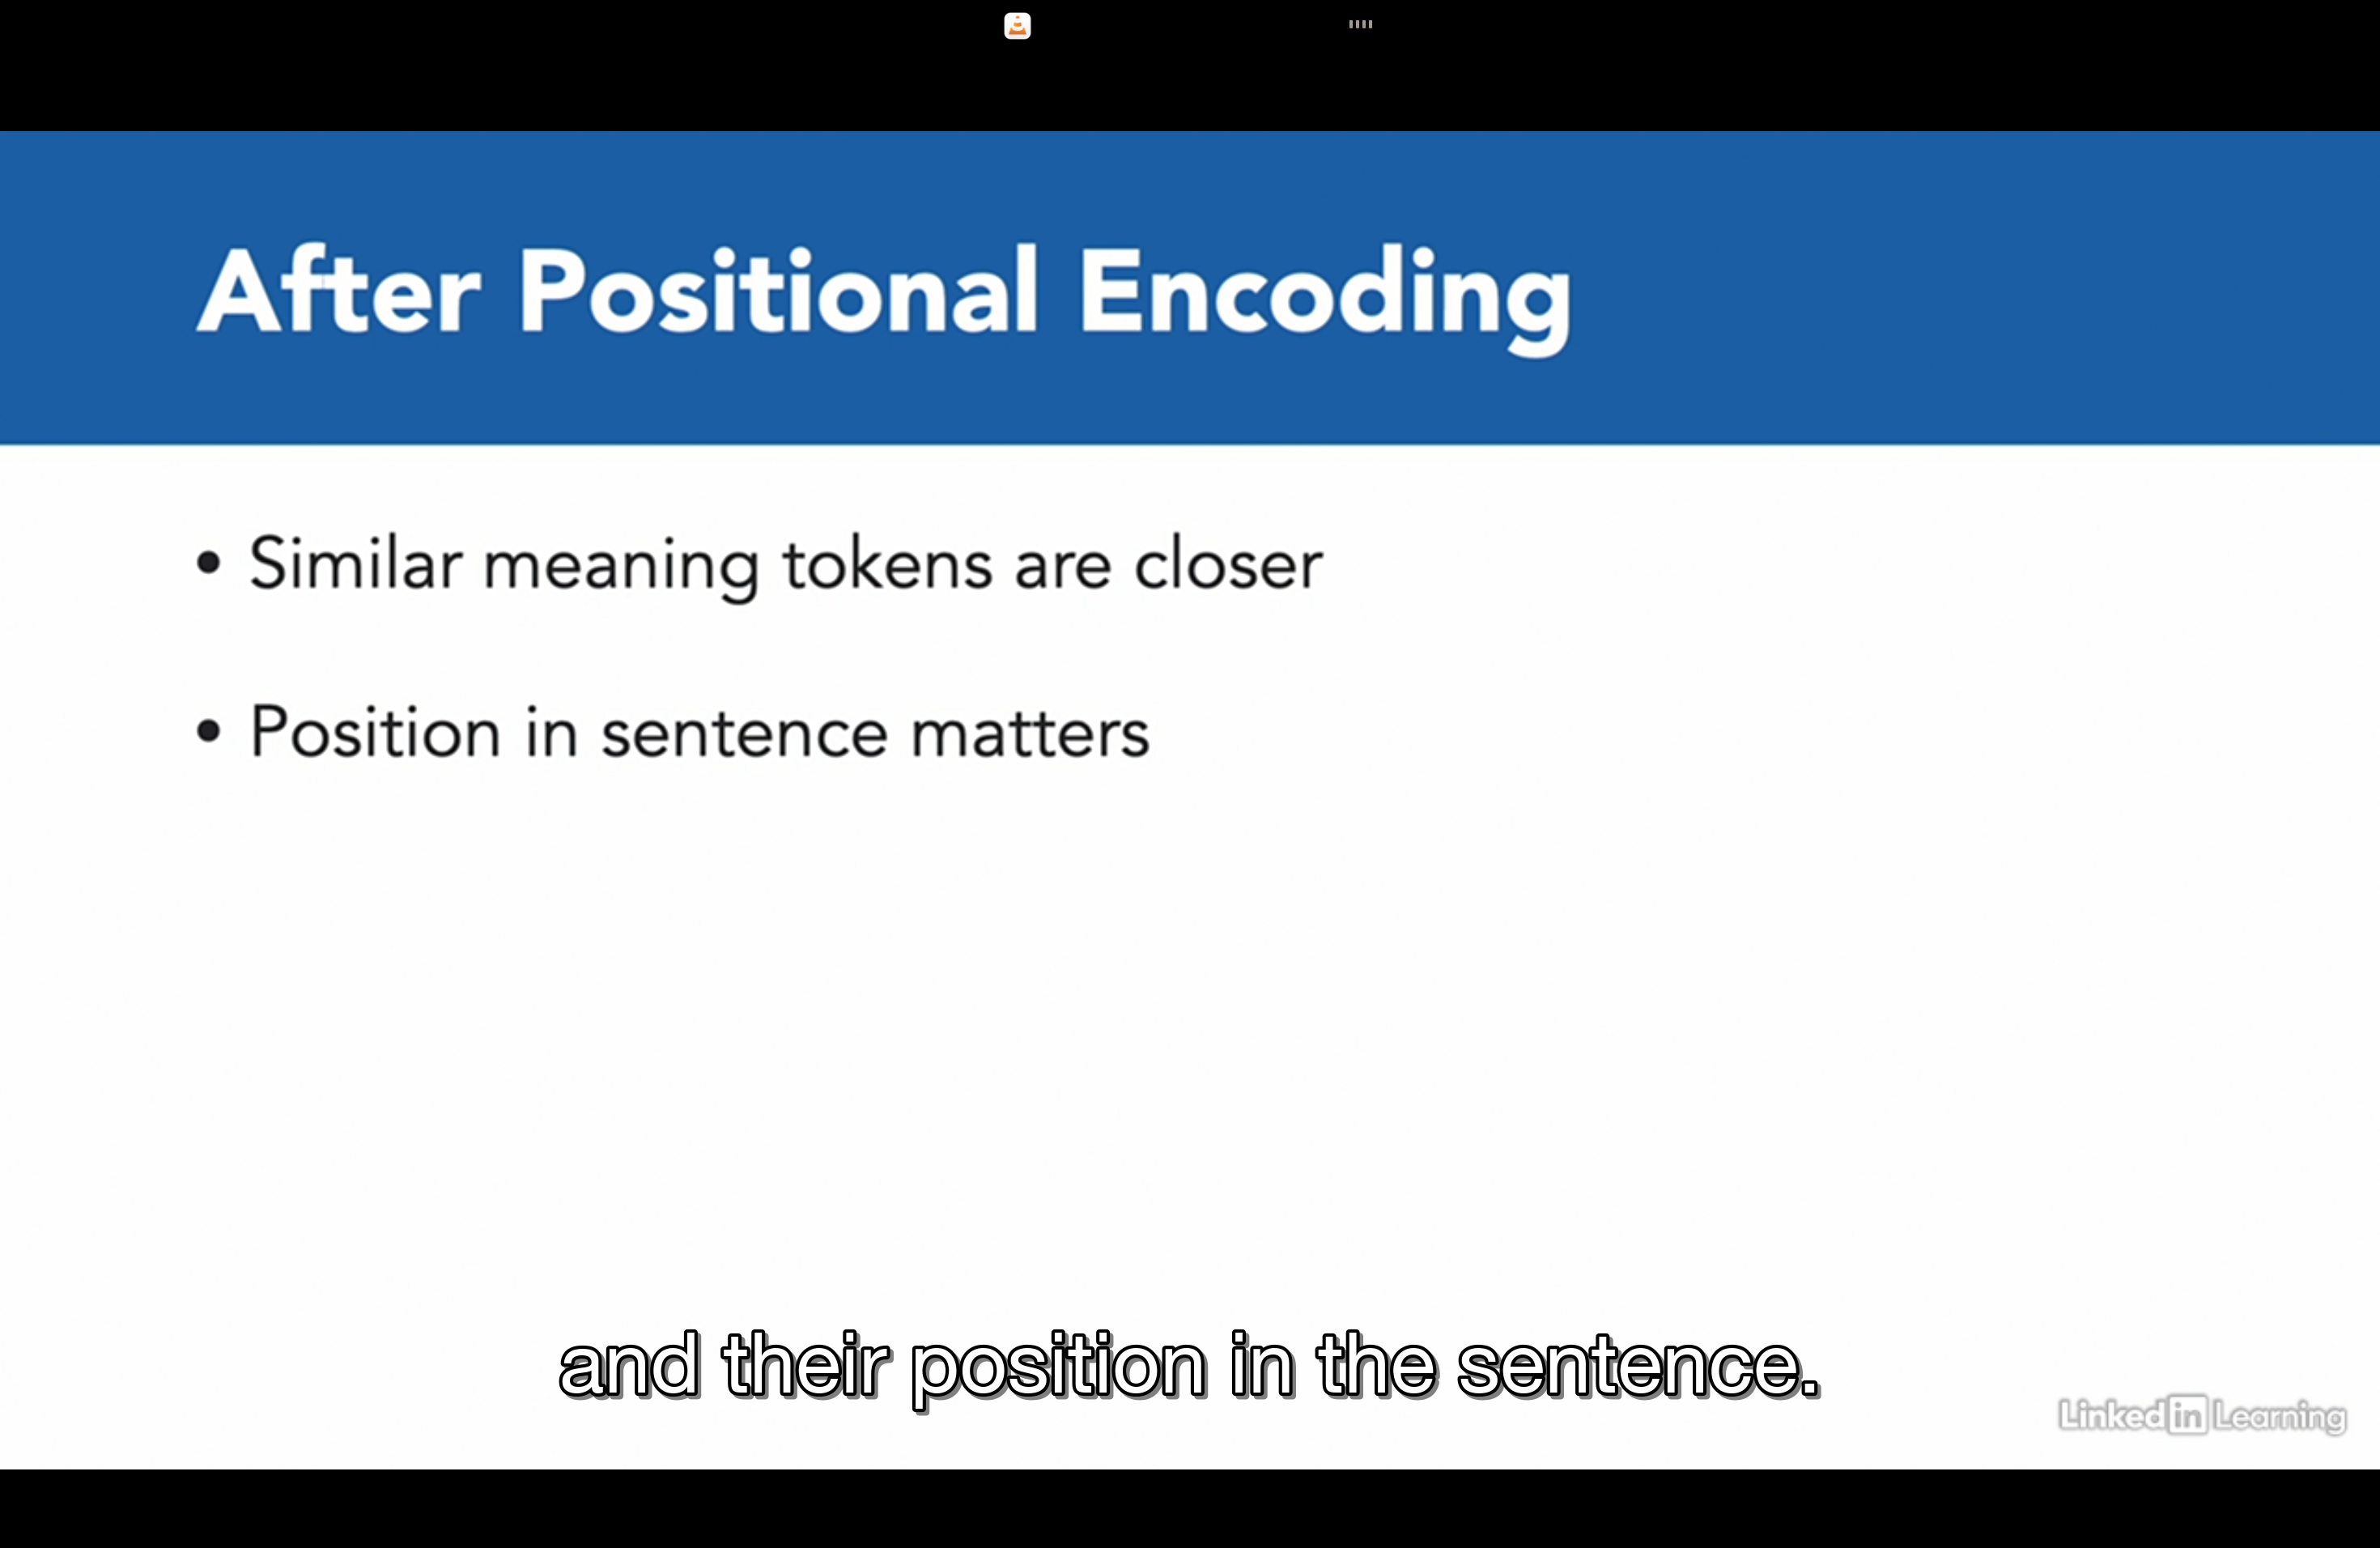 After Positional Encoding
• Similar meaning tokens are closer
• Position in sentence matters
and their position in the sentence.
Linked in Learning